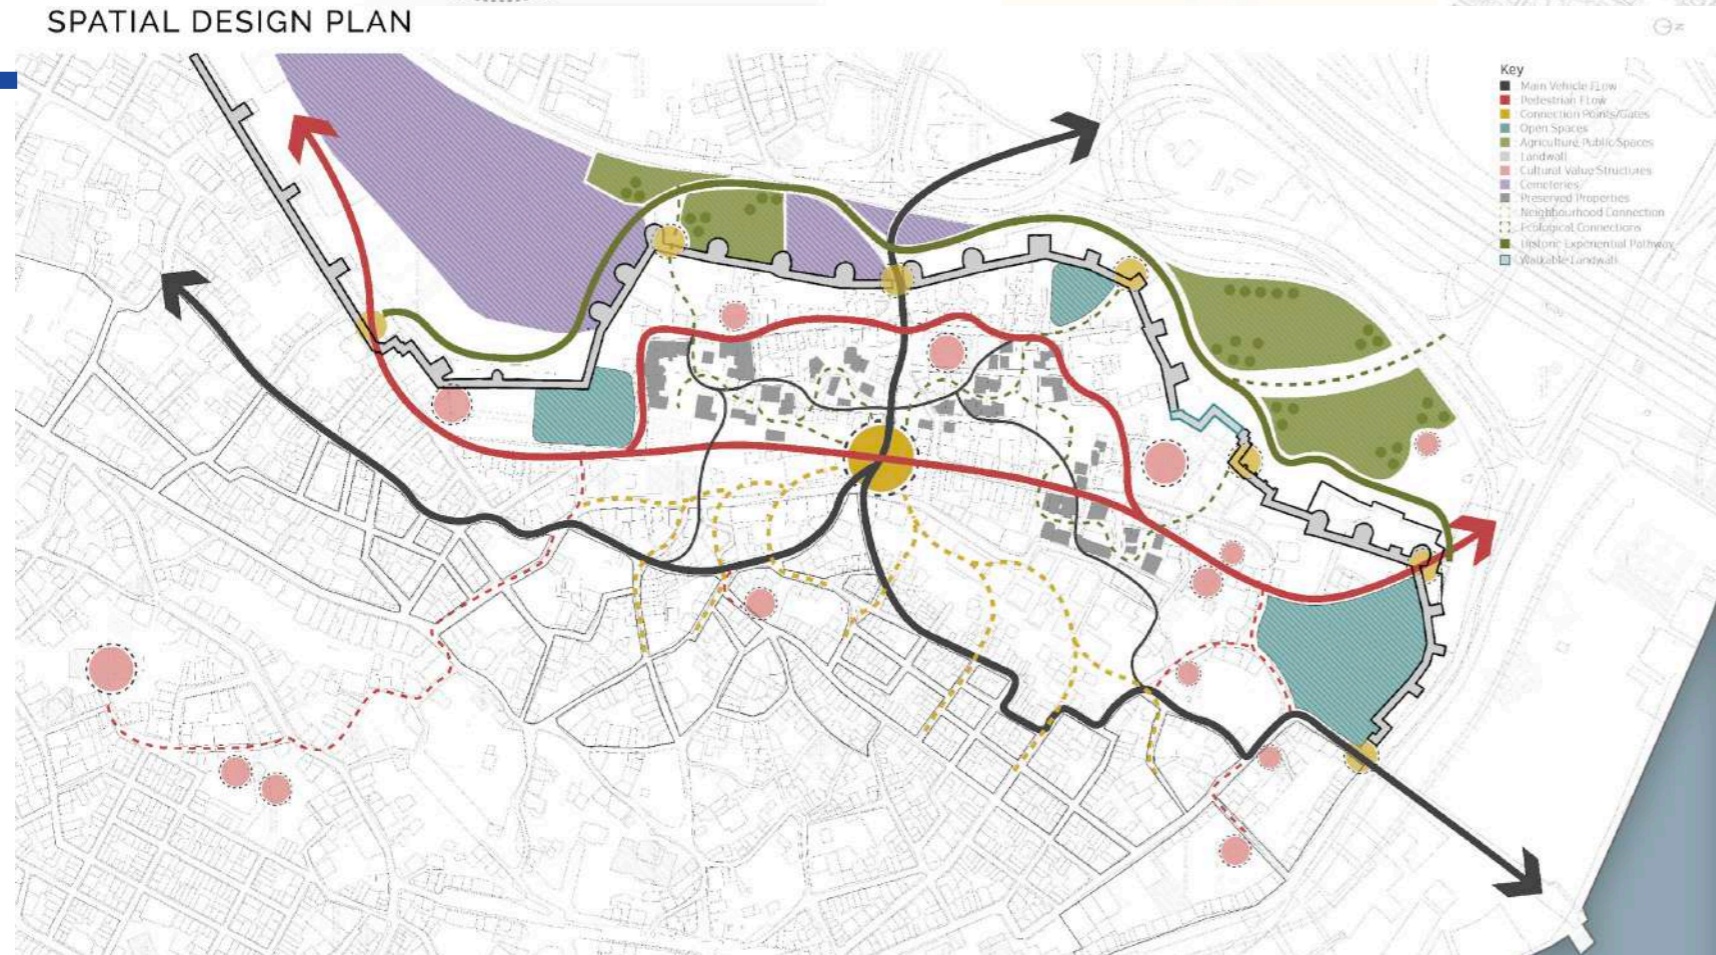 SPATIAL DESIGN PLAN
N
Key
Main Vehicle FLow
Pedestrian FLow
Connection Points/Gates
Open Spaces
Agriculture Public Spaces
Landwall
Cultural Value Structures
Cemeteries
Preserved Properties
Neighbourhood Connection
Ecological Connections
Historic Experiential Pathway
Walkable Landwall